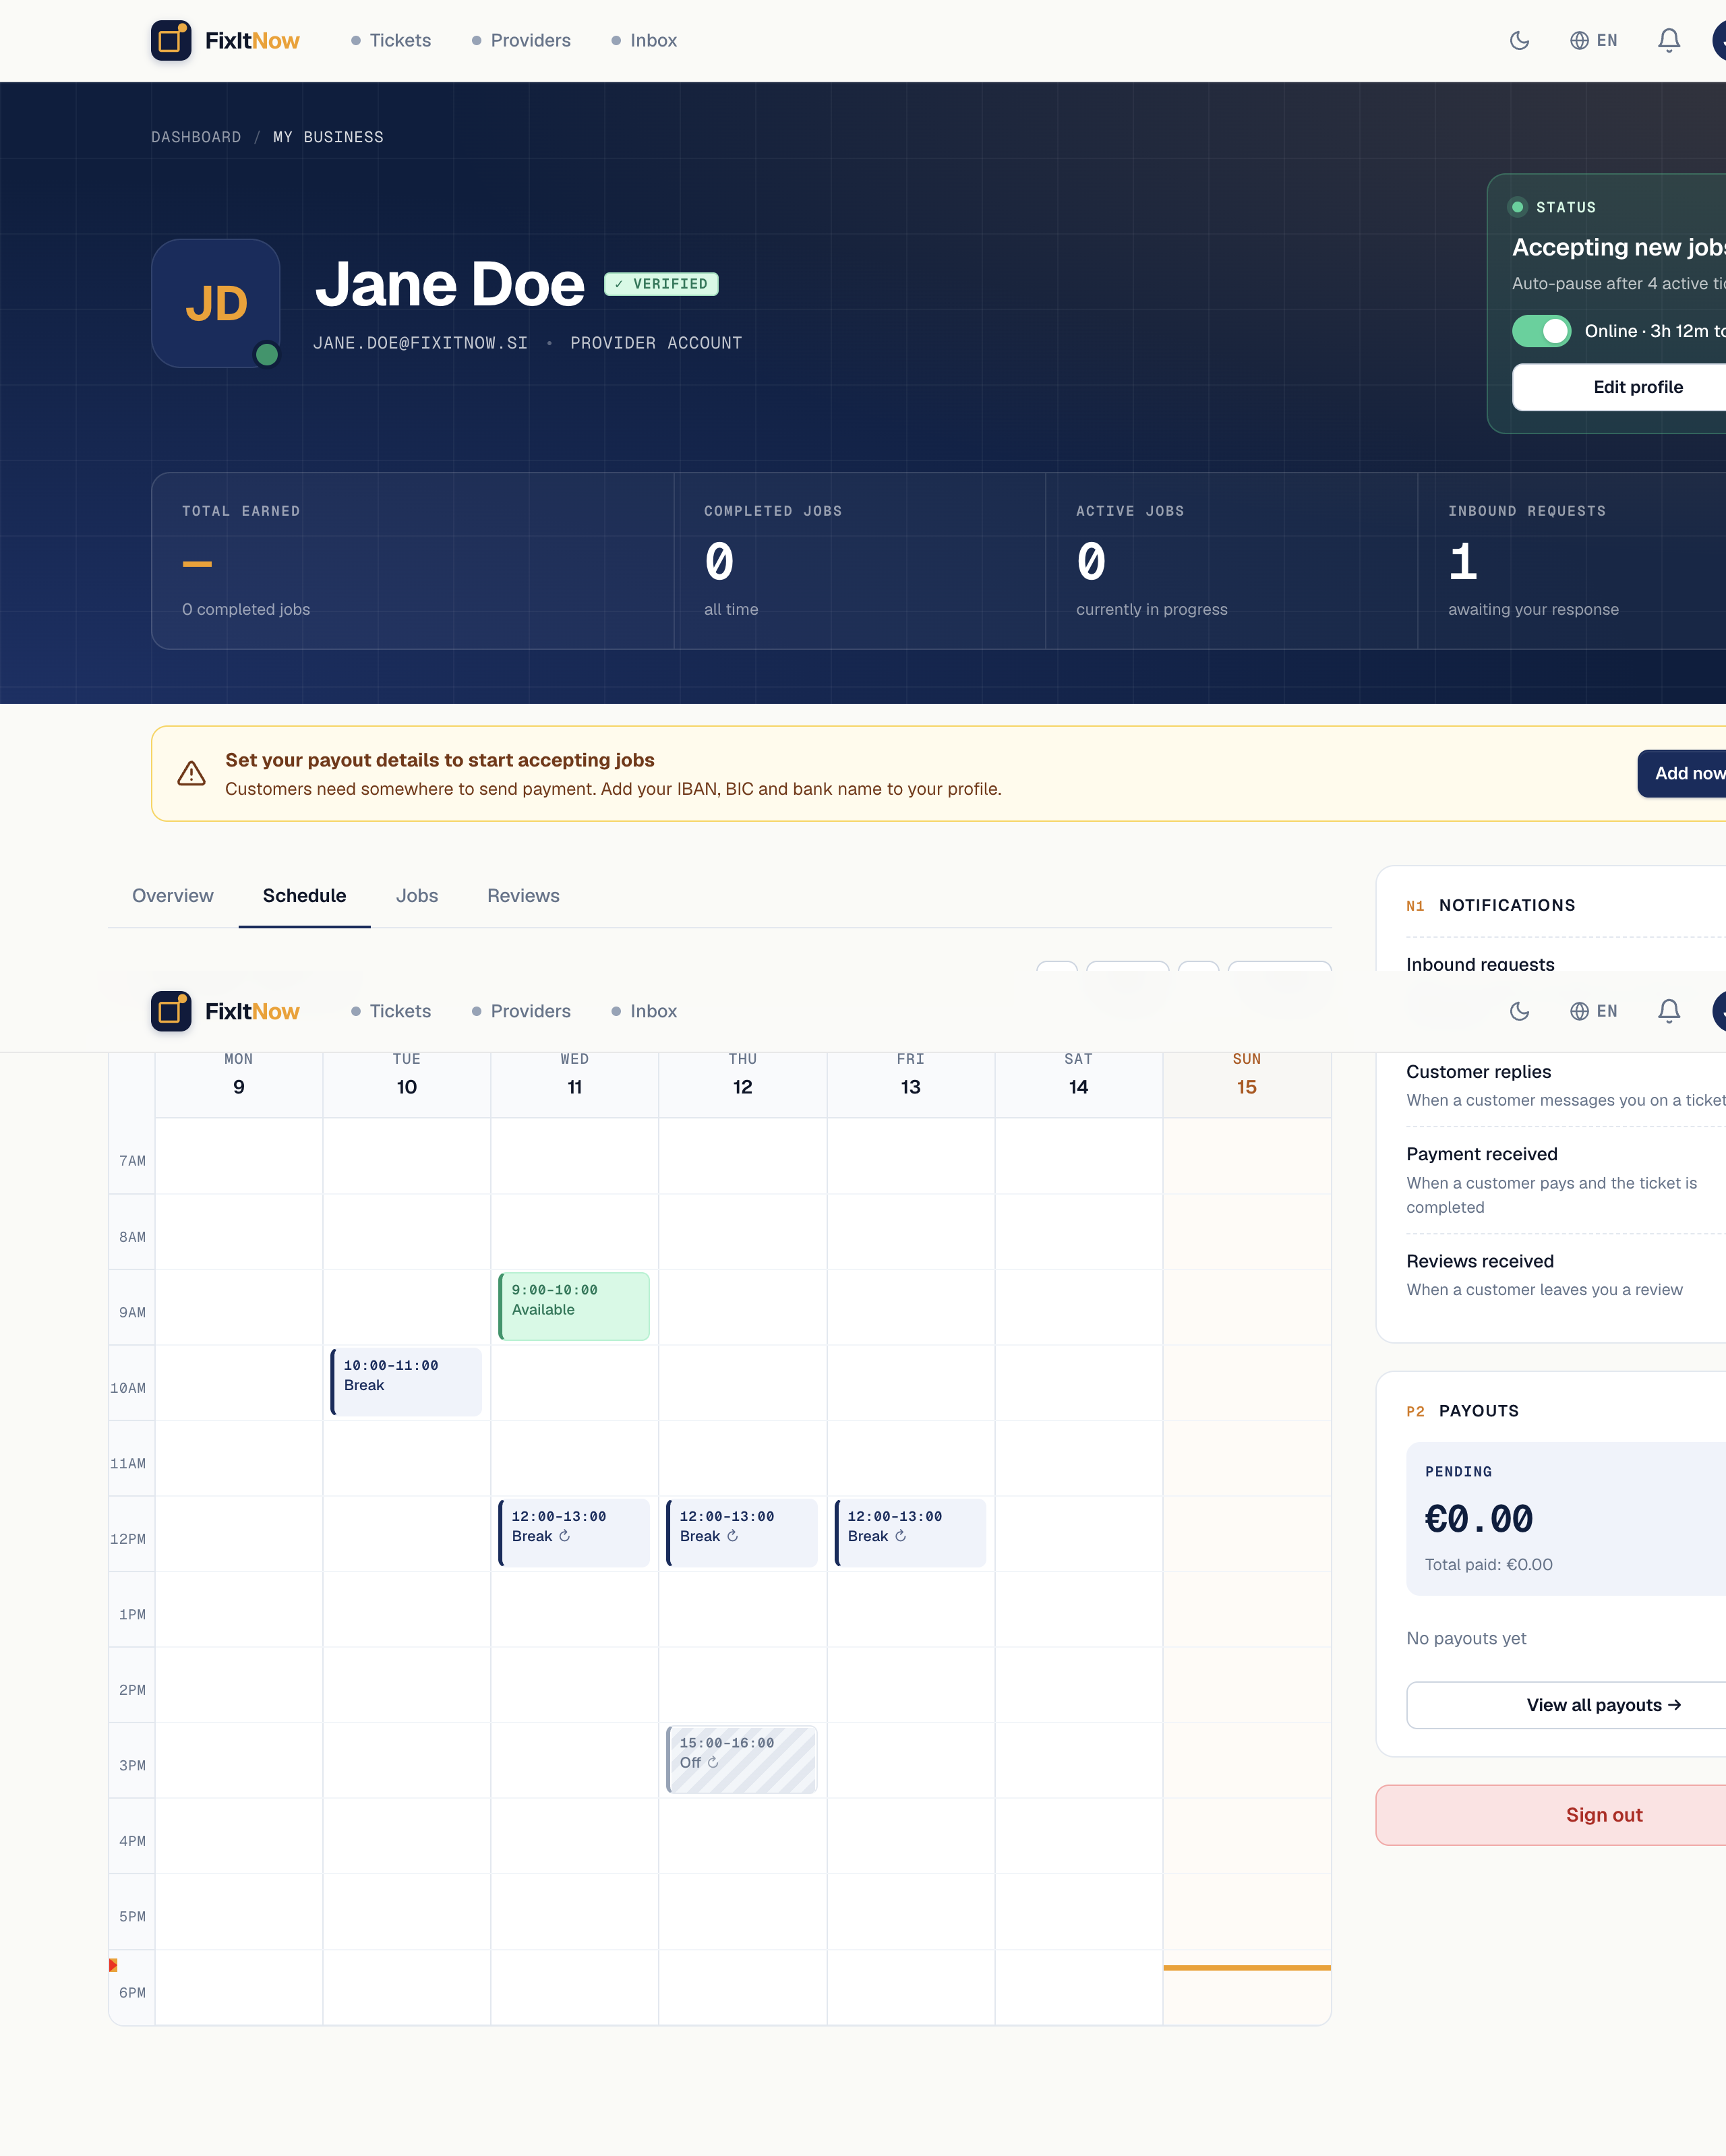 FixItNow
Tickets
Providers
Inbox
EN
DASHBOARD / MY BUSINESS
JD
Jane Doe
✓ VERIFIED
JANE.DOE@FIXITNOW.SI • PROVIDER ACCOUNT
STATUS
Accepting new jobs
Auto-pause after 4 active
Online · 3h 12m
Edit profile
TOTAL EARNED
—
0 completed jobs
COMPLETED JOBS
0
all time
ACTIVE JOBS
0
currently in progress
INBOUND REQUESTS
1
awaiting your response
Set your payout details to start accepting jobs
Customers need somewhere to send payment. Add your IBAN, BIC and bank name to your profile.
Add now
Overview
Schedule
Jobs
Reviews
N1 NOTIFICATIONS
Inbound requests
FixItNow
Tickets
Providers
Inbox
EN
MON
9
TUE
10
WED
11
THU
12
FRI
13
SAT
14
SUN
15
7AM
8AM
9AM
10AM
11AM
12PM
1PM
2PM
3PM
4PM
5PM
6PM
9:00–10:00
Available
10:00–11:00
Break
12:00–13:00
Break ↻
12:00–13:00
Break ↻
12:00–13:00
Break ↻
15:00–16:00
Off ↻
Customer replies
When a customer messages you on a ticket
Payment received
When a customer pays and the ticket is
completed
Reviews received
When a customer leaves you a review
P2 PAYOUTS
PENDING
€0.00
Total paid: €0.00
No payouts yet
View all payouts →
Sign out